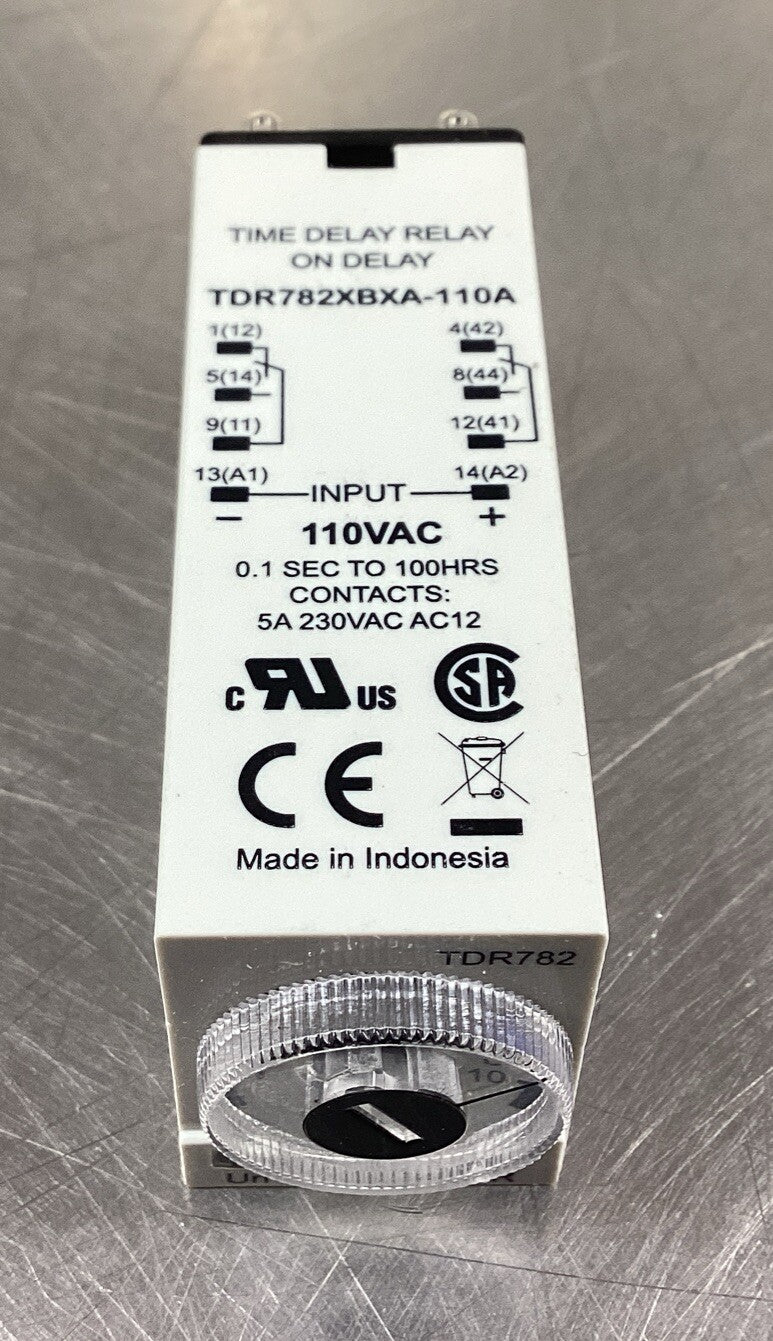 TIME DELAY RELAY
ON DELAY
TDR782XBXA-110A
1(12) 4(42)
5(14) 8(44)
9(11) 12(41)
13(A1) 14(A2)
INPUT
- +
110VAC
0.1 SEC TO 100HRS
CONTACTS:
5A 230VAC AC12
C RU US SA
CE
Made in Indonesia
TDR782
10